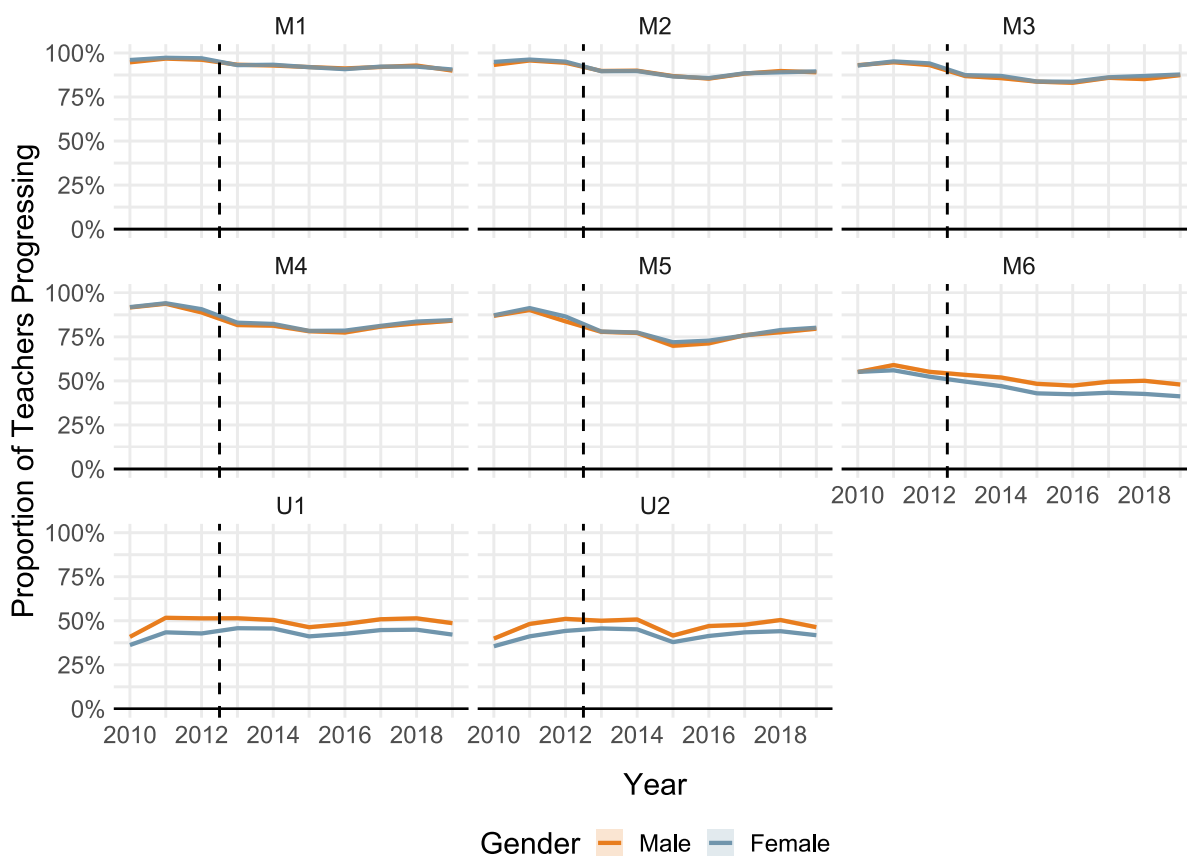 M1 M2 M3
100%
75%
50%
25%
0%
M4 M5 M6
100%
75%
50%
25%
0%
2010 2012 2014 2016 2018
U1 U2
100%
75%
50%
25%
0%
2010 2012 2014 2016 2018 2010 2012 2014 2016 2018
Proportion of Teachers Progressing
Year
Gender Male Female